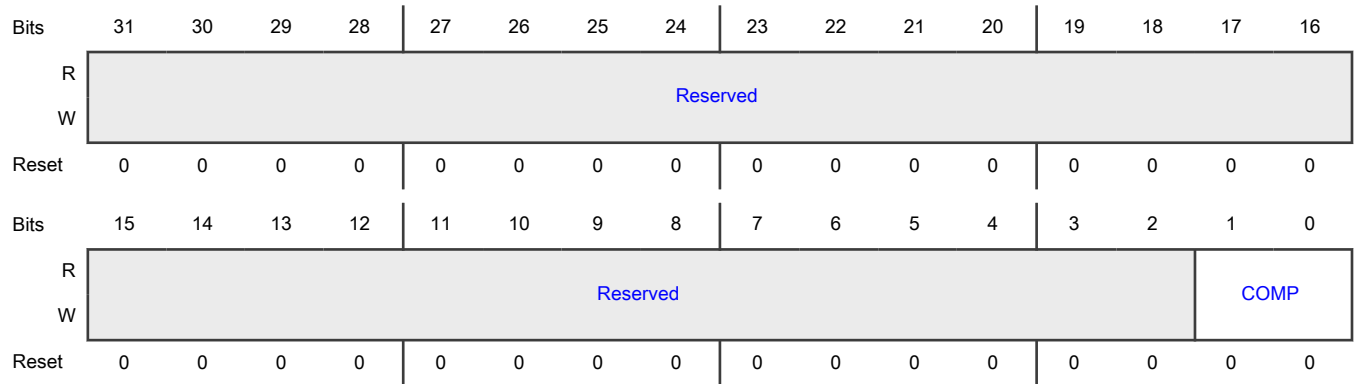 Bits 31 30 29 28 27 26 25 24 23 22 21 20 19 18 17 16
R
Reserved
W
Reset 0 0 0 0 0 0 0 0 0 0 0 0 0 0 0 0
Bits 15 14 13 12 11 10 9 8 7 6 5 4 3 2 1 0
R
Reserved COMP
W
Reset 0 0 0 0 0 0 0 0 0 0 0 0 0 0 0 0